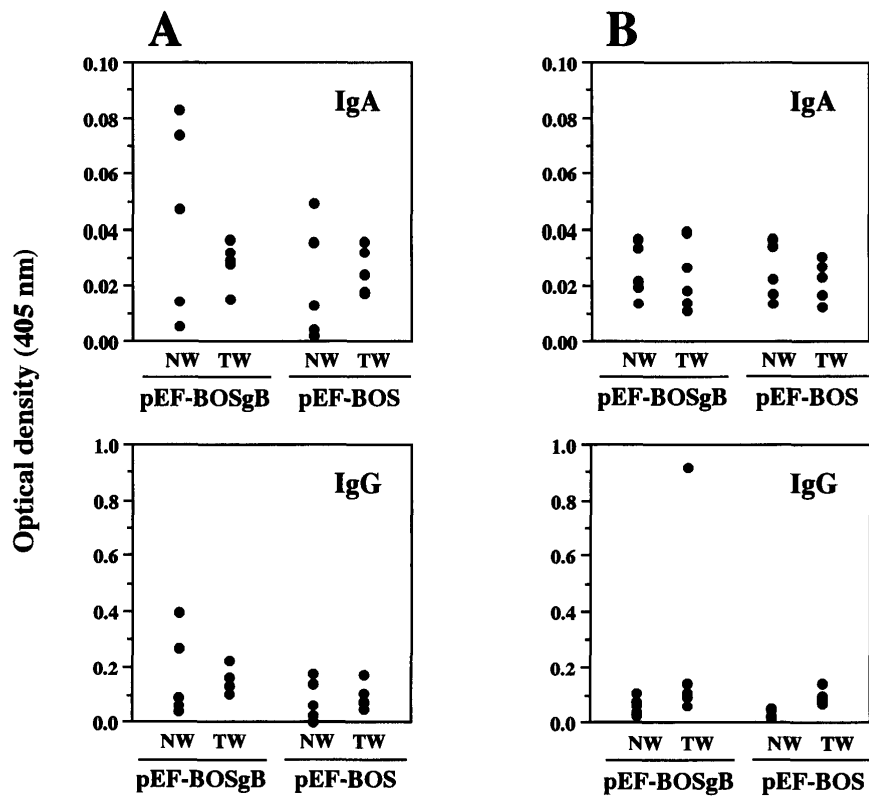 A
B
Optical density (405 nm)
0.10
0.08
0.06
0.04
0.02
0.00
IgA
NW TW NW TW
pEF-BOSgB pEF-BOS
0.10
0.08
0.06
0.04
0.02
0.00
IgA
NW TW NW TW
pEF-BOSgB pEF-BOS
1.0
0.8
0.6
0.4
0.2
0.0
IgG
NW TW NW TW
pEF-BOSgB pEF-BOS
1.0
0.8
0.6
0.4
0.2
0.0
IgG
NW TW NW TW
pEF-BOSgB pEF-BOS